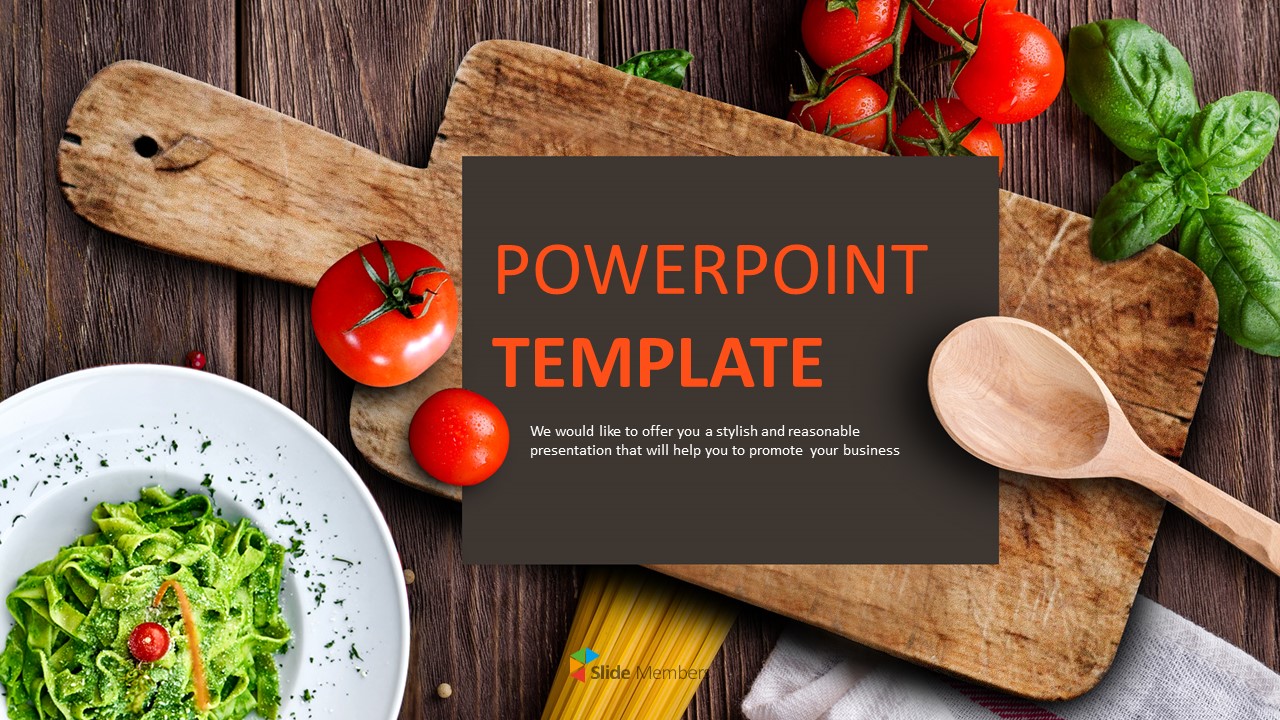 POWERPOINT
TEMPLATE
We would like to offer you a stylish and reasonable
presentation that will help you to promote your business
Slide Members